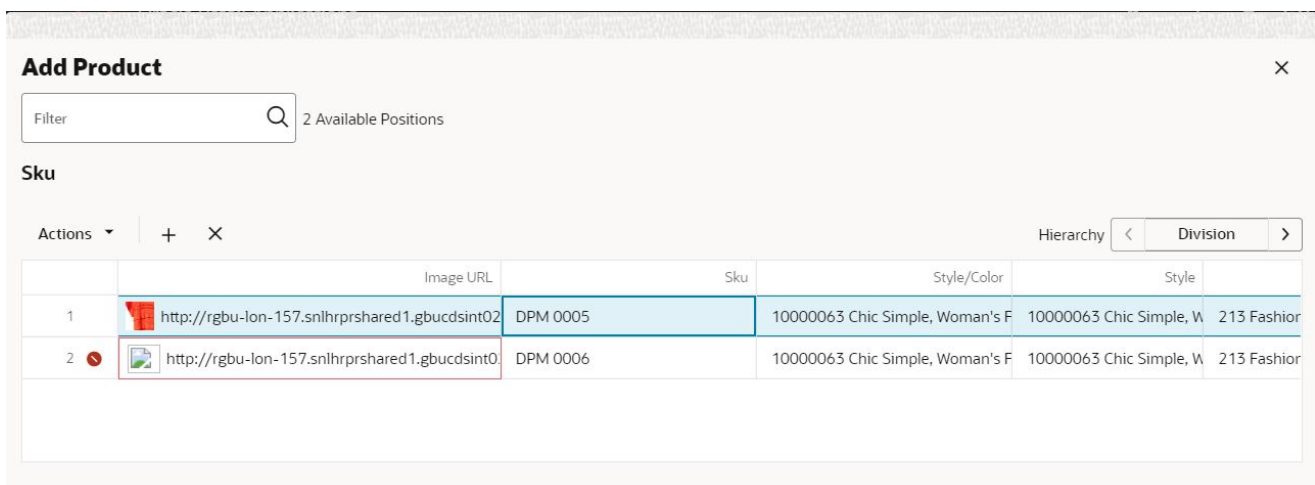 Add Product
Filter
2 Available Positions
Sku
Actions
Hierarchy
Division
Image URL Sku Style/Color Style
1 http://rgbu-lon-157.snlhrprshared1.gbucdsint02 DPM 0005 10000063 Chic Simple, Woman's F 10000063 Chic Simple, W 213 Fashion
2 http://rgbu-lon-157.snlhrprshared1.gbucdsint0 DPM 0006 10000063 Chic Simple, Woman's F 10000063 Chic Simple, W 213 Fashion